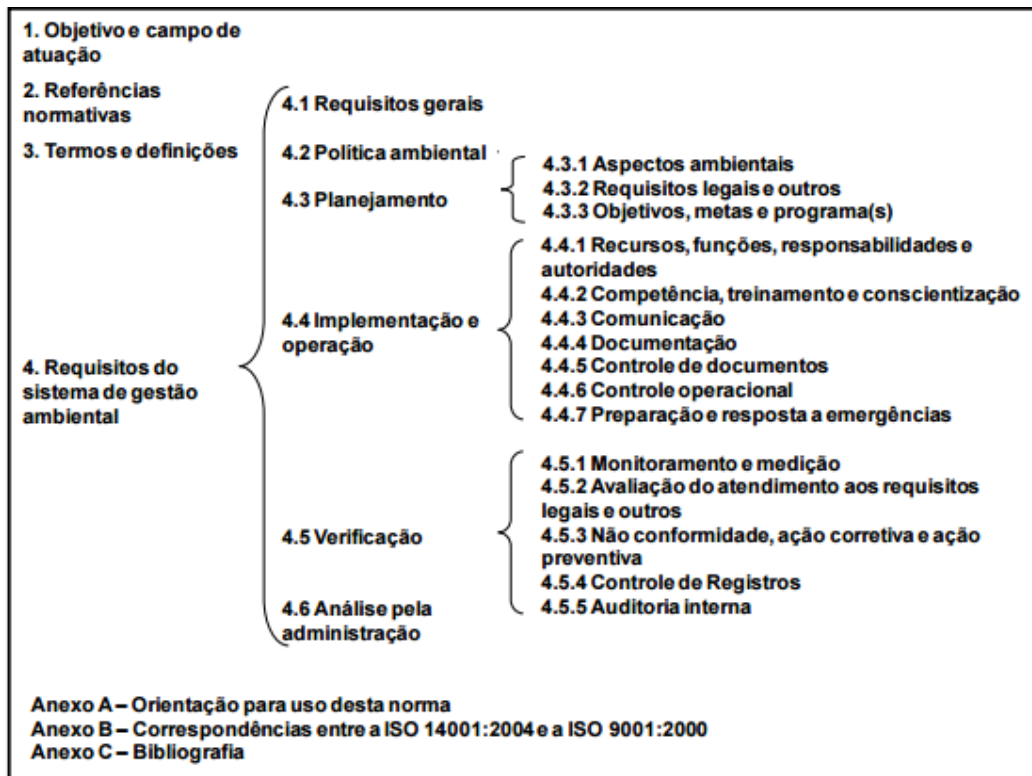 1. Objetivo e campo de
atuação
2. Referências
normativas
3. Termos e definições
4. Requisitos do
sistema de gestão
ambiental
4.1 Requisitos gerais
4.2 Política ambiental
4.3 Planejamento
4.3.1 Aspectos ambientais
4.3.2 Requisitos legais e outros
4.3.3 Objetivos, metas e programa(s)
4.4 Implementação e
operação
4.4.1 Recursos, funções, responsabilidades e
autoridades
4.4.2 Competência, treinamento e conscientização
4.4.3 Comunicação
4.4.4 Documentação
4.4.5 Controle de documentos
4.4.6 Controle operacional
4.4.7 Preparação e resposta a emergências
4.5 Verificação
4.5.1 Monitoramento e medição
4.5.2 Avaliação do atendimento aos requisitos
legais e outros
4.5.3 Não conformidade, ação corretiva e ação
preventiva
4.5.4 Controle de Registros
4.5.5 Auditoria interna
4.6 Análise pela
administração
Anexo A – Orientação para uso desta norma
Anexo B – Correspondências entre a ISO 14001:2004 e a ISO 9001:2000
Anexo C – Bibliografia